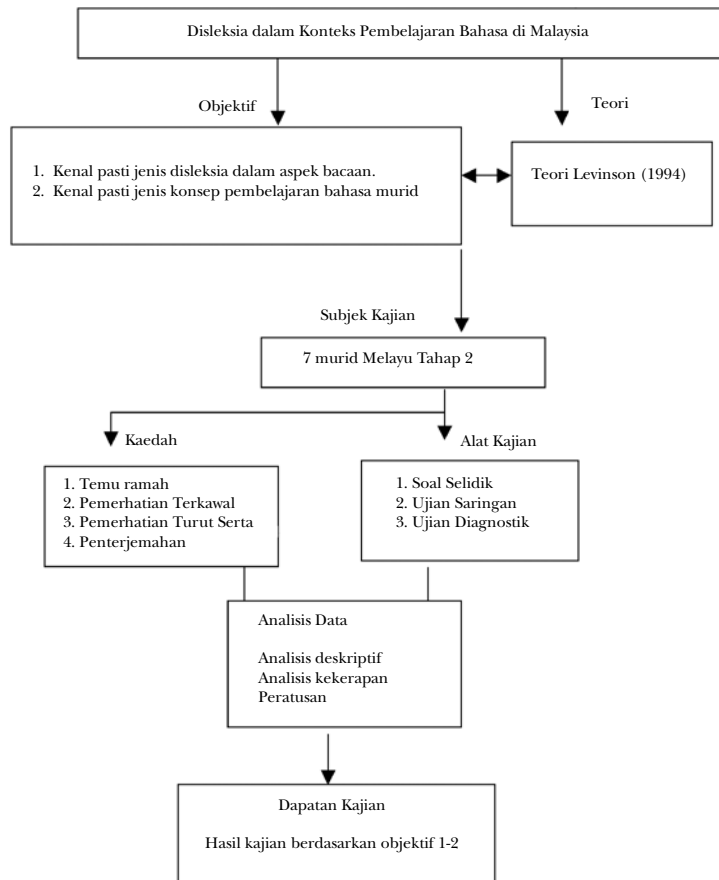 Disleksia dalam Konteks Pembelajaran Bahasa di Malaysia
Objektif
Teori
1. Kenal pasti jenis disleksia dalam aspek bacaan.
2. Kenal pasti jenis konsep pembelajaran bahasa murid
Teori Levinson (1994)
Subjek Kajian
7 murid Melayu Tahap 2
Kaedah
Alat Kajian
1. Temu ramah
2. Pemerhatian Terkawal
3. Pemerhatian Turut Serta
4. Penterjemahan
1. Soal Selidik
2. Ujian Saringan
3. Ujian Diagnostik
Analisis Data
Analisis deskriptif
Analisis kekerapan
Peratusan
Dapatan Kajian
Hasil kajian berdasarkan objektif 1-2